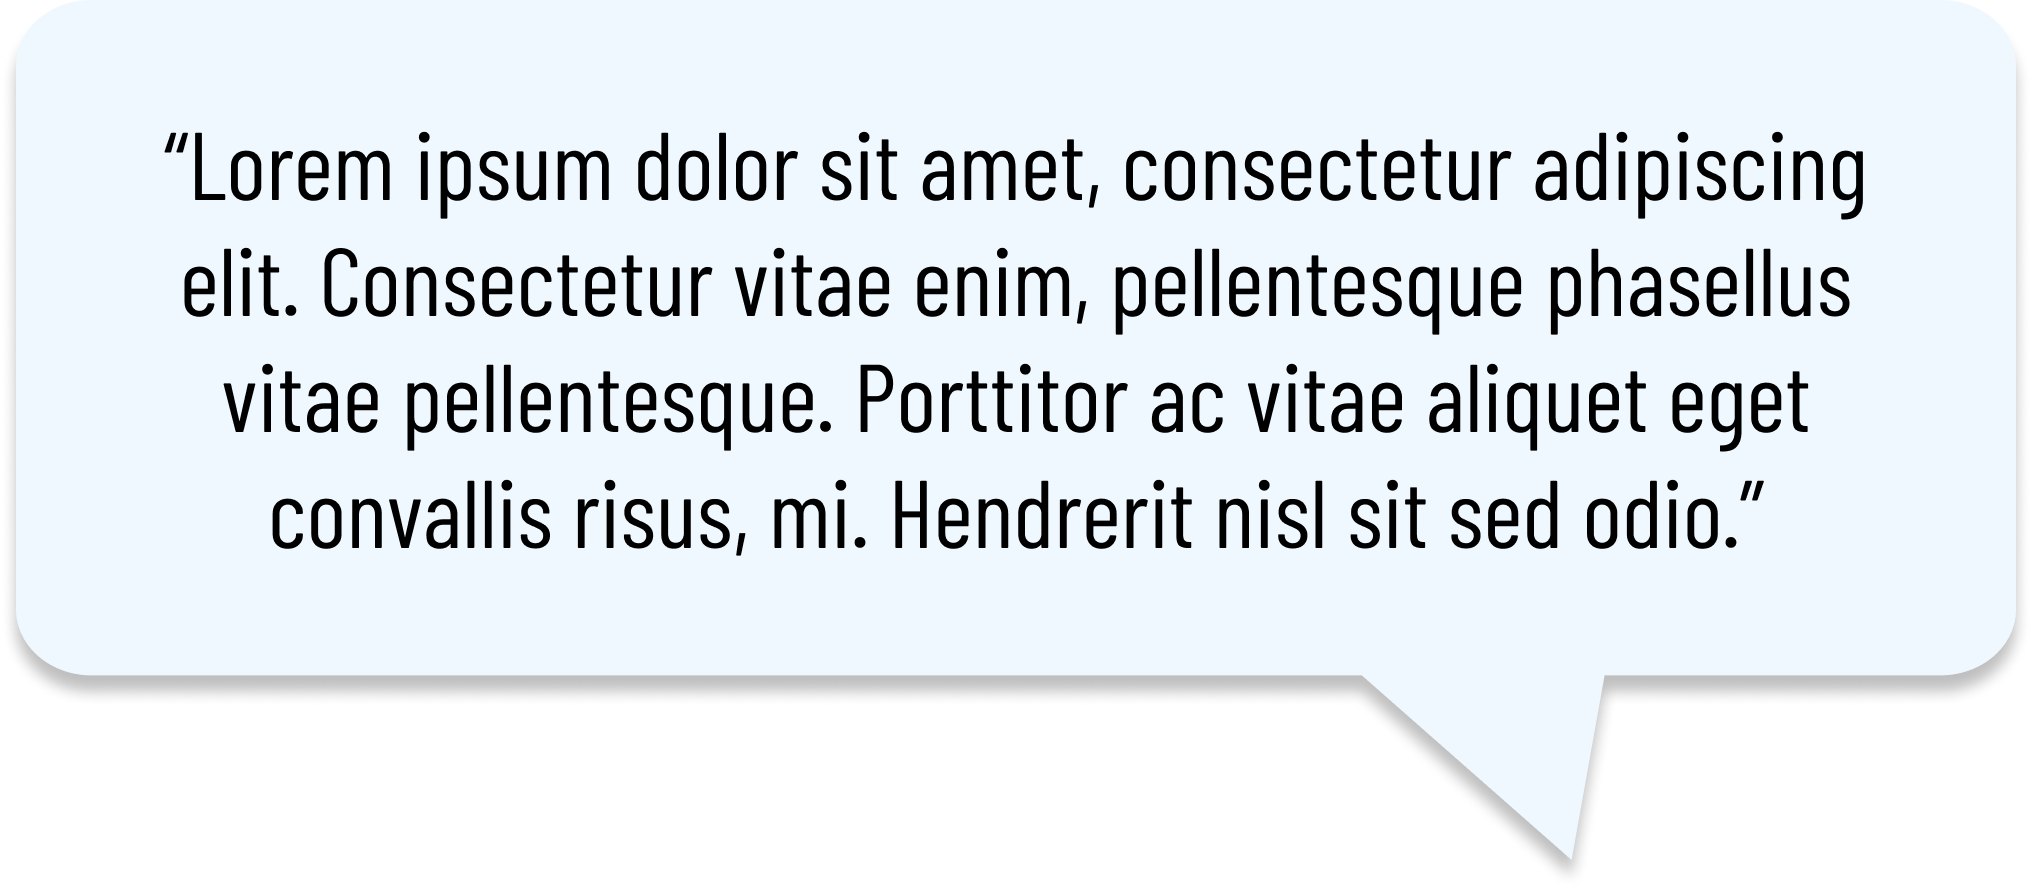 “Lorem ipsum dolor sit amet, consectetur adipiscing
elit. Consectetur vitae enim, pellentesque phasellus
vitae pellentesque. Porttitor ac vitae aliquet eget
convallis risus, mi. Hendrerit nisl sit sed odio.”